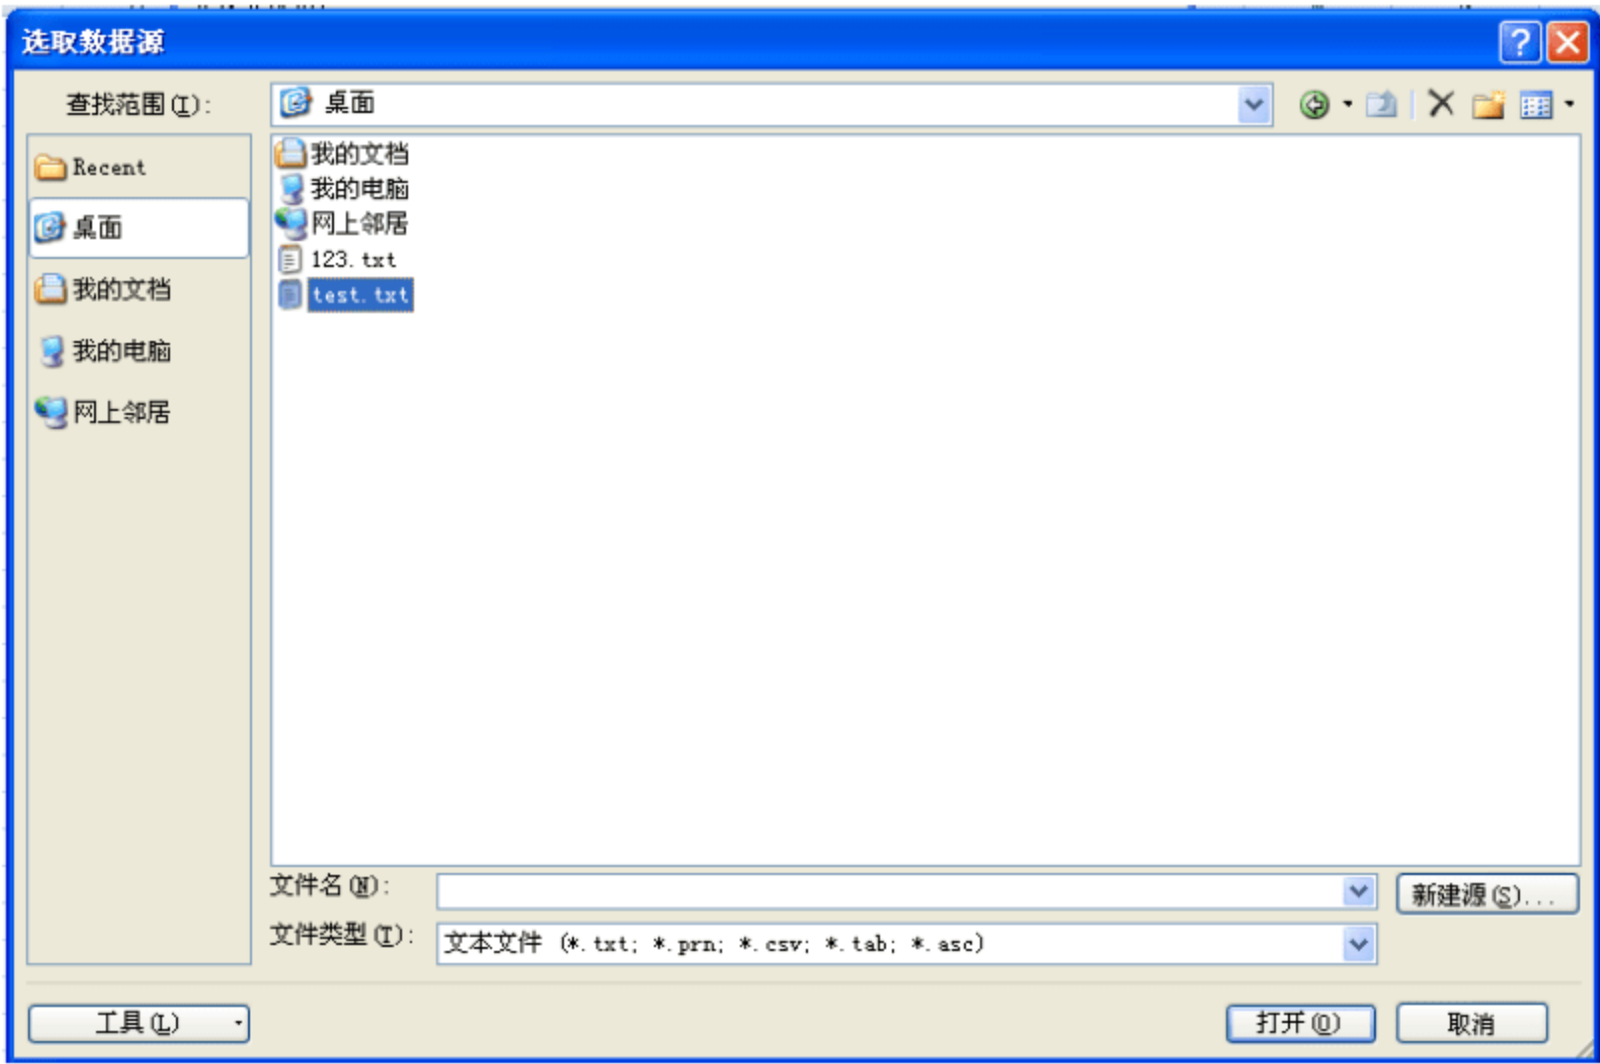 选取数据源
查找范围(I):
桌面
Recent
桌面
我的文档
我的电脑
网上邻居
我的文档
我的电脑
网上邻居
123.txt
test.txt
文件名(N):
新建源(S)...
文件类型(T):
文本文件 (*.txt; *.prn; *.csv; *.tab; *.asc)
工具(L)
打开(O)
取消